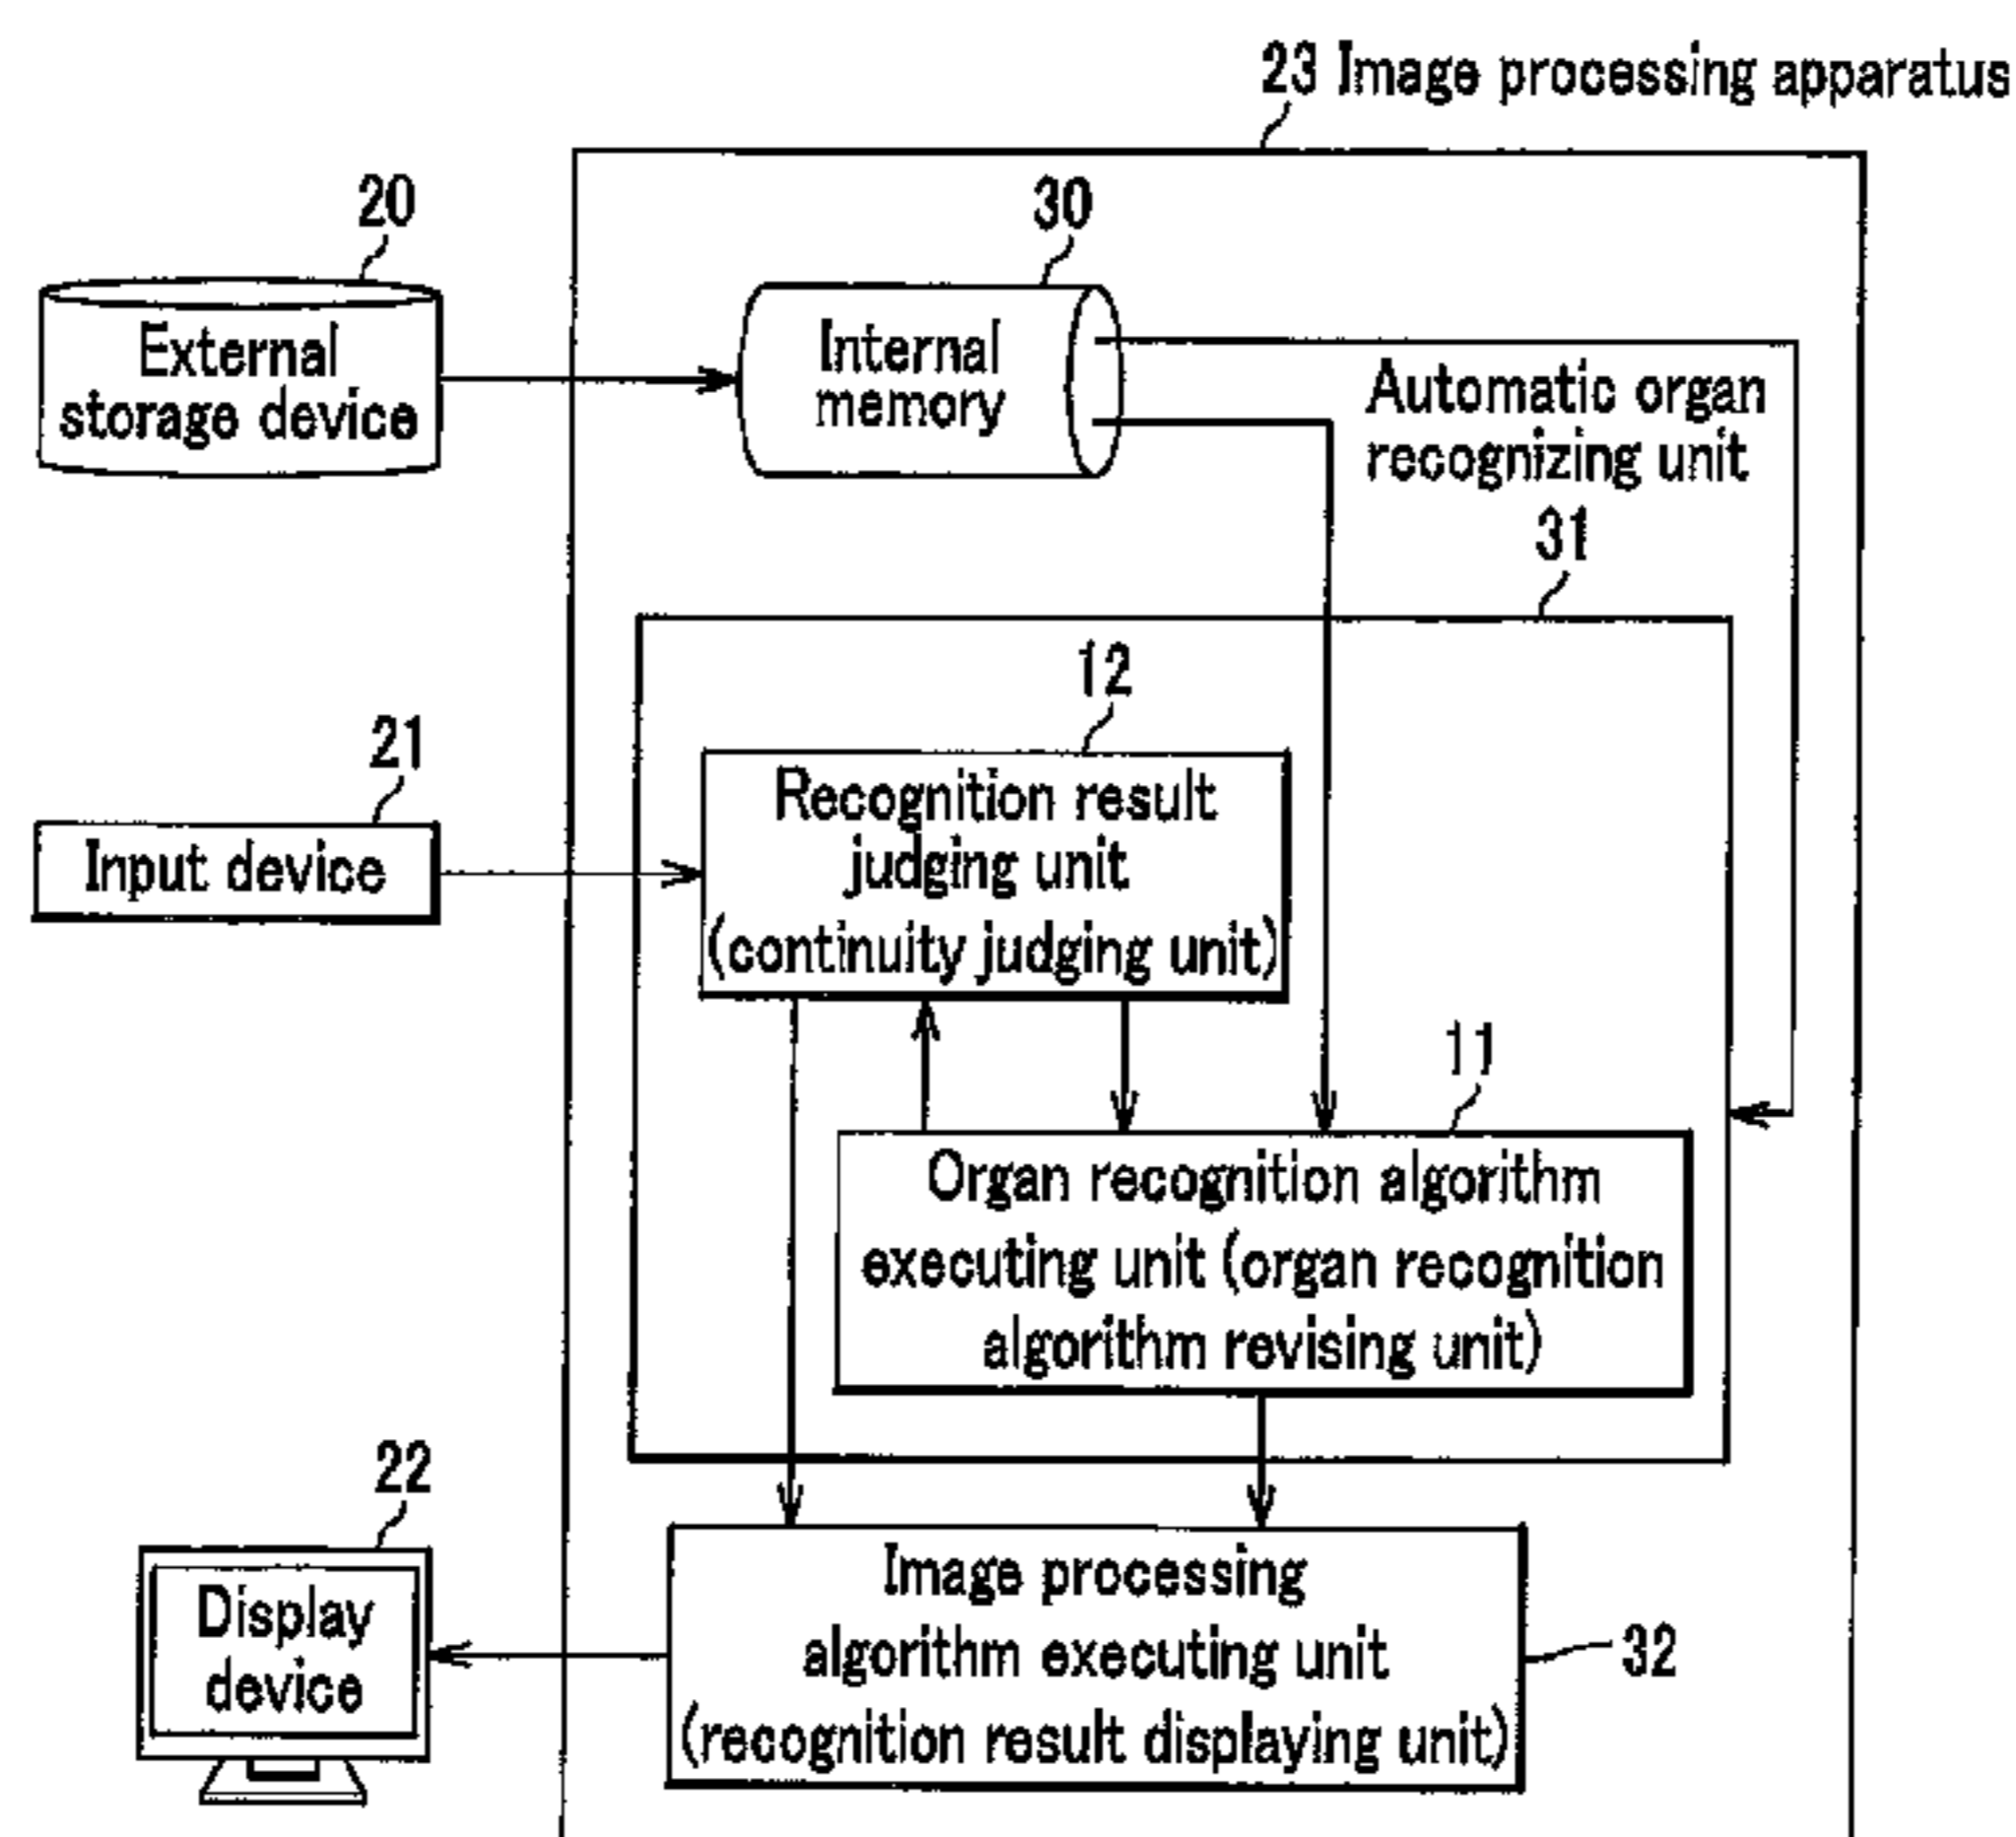 23 Image processing apparatus
20
30
External
storage device
Internal
memory
Automatic organ
recognizing unit
31
12
21
Input device
Recognition result
judging unit
(continuity judging unit)
11
Organ recognition algorithm
executing unit (organ recognition
algorithm revising unit)
22
Display
device
Image processing
algorithm executing unit
(recognition result displaying unit)
32